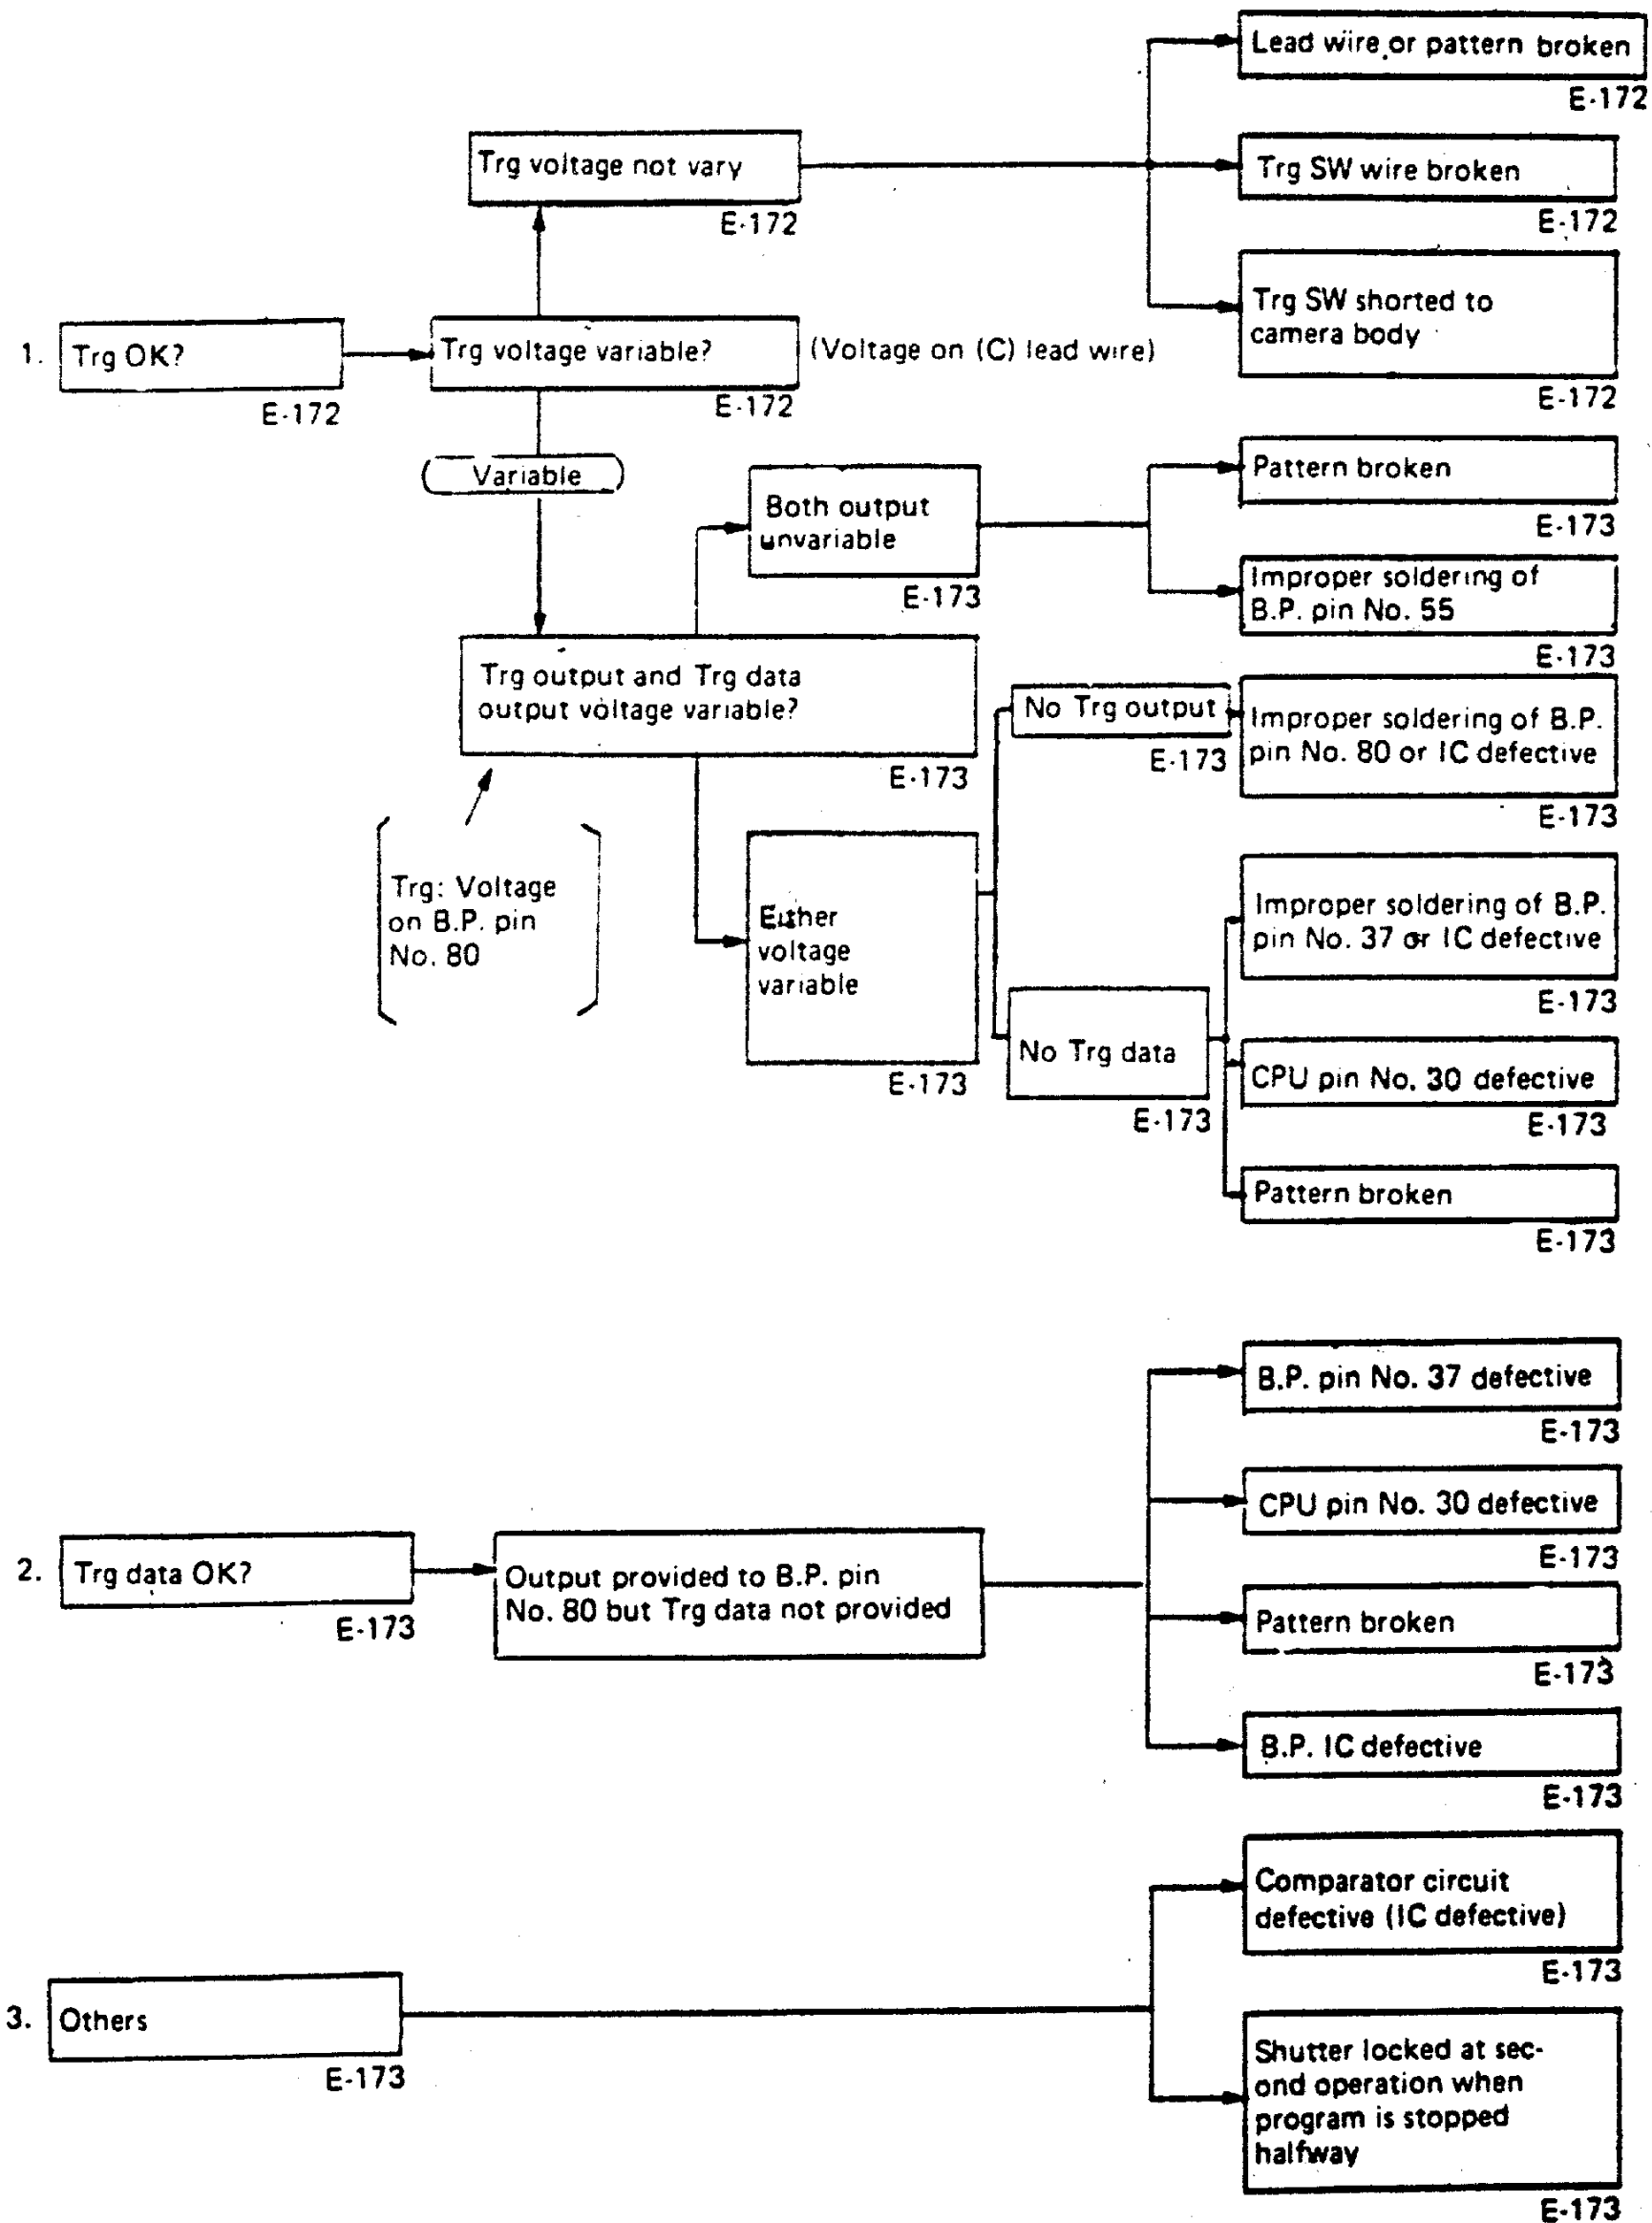 Lead wire or pattern broken
E-172
Trg voltage not vary
E-172
Trg SW wire broken
E-172
Trg SW shorted to
camera body
E-172
1. Trg OK?
E-172
Trg voltage variable?
E-172
(Voltage on (C) lead wire)
Variable
Both output
unvariable
E-173
Pattern broken
E-173
Improper soldering of
B.P. pin No. 55
E-173
Trg output and Trg data
output voltage variable?
E-173
Trg: Voltage
on B.P. pin
No. 80
No Trg output
E-173
Improper soldering of B.P.
pin No. 80 or IC defective
E-173
Either
voltage
variable
E-173
No Trg data
E-173
Improper soldering of B.P.
pin No. 37 or IC defective
E-173
CPU pin No. 30 defective
E-173
Pattern broken
E-173
2. Trg data OK?
E-173
Output provided to B.P. pin
No. 80 but Trg data not provided
B.P. pin No. 37 defective
E-173
CPU pin No. 30 defective
E-173
Pattern broken
E-173
B.P. IC defective
E-173
3. Others
E-173
Comparator circuit
defective (IC defective)
E-173
Shutter locked at sec-
ond operation when
program is stopped
halfway
E-173